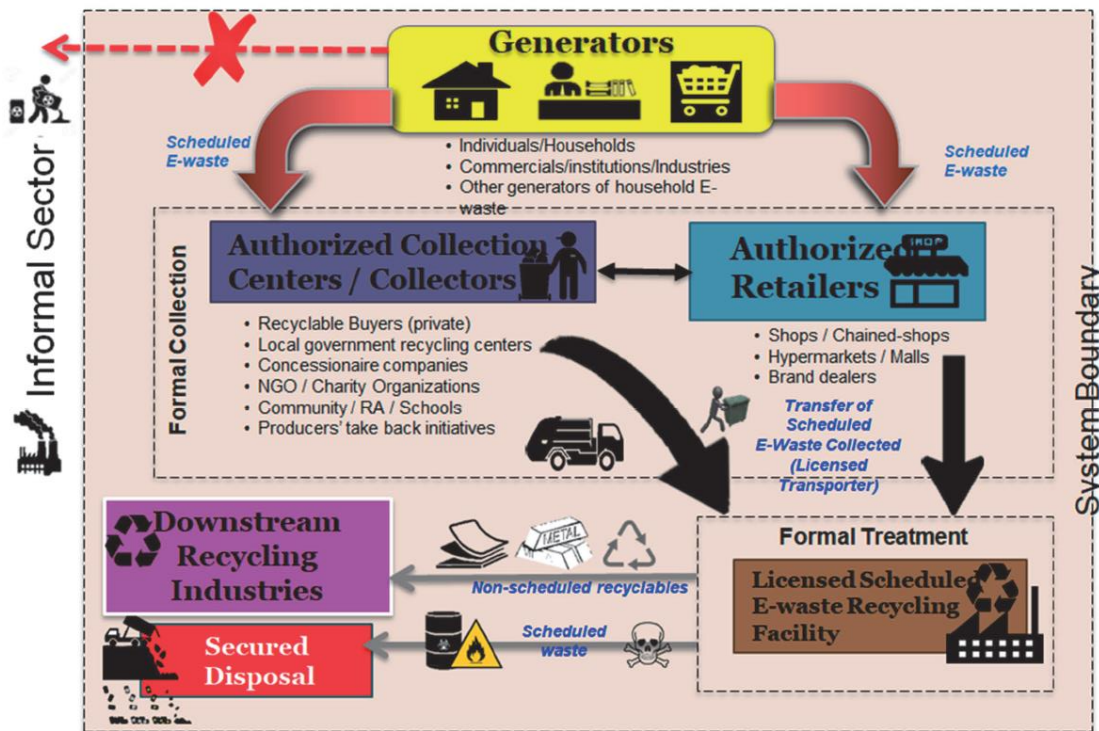 Generators
Scheduled
E-waste
• Individuals/Households
• Commercials/institutions/Industries
• Other generators of household E-
waste
Scheduled
E-waste
Informal Sector
System Boundary
Formal Collection
Authorized Collection
Centers / Collectors
• Recyclable Buyers (private)
• Local government recycling centers
• Concessionaire companies
• NGO / Charity Organizations
• Community / RA / Schools
• Producers' take back initiatives
SHOP
Authorized
Retailers
• Shops / Chained-shops
• Hypermarkets / Malls
• Brand dealers
Transfer of
Scheduled
E-Waste Collected
(Licensed
Transporter)
Formal Treatment
Licensed Scheduled
E-waste Recycling
Facility
METAL
Non-scheduled recyclables
Downstream
Recycling
Industries
Scheduled
waste
Secured
Disposal